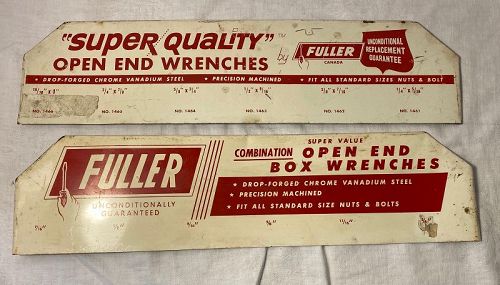 "SUPER QUALITY" ™
OPEN END WRENCHES
by FULLER
CANADA
UNCONDITIONAL
REPLACEMENT
GUARANTEE
• DROP-FORGED CHROME VANADIUM STEEL • PRECISION MACHINED • FIT ALL STANDARD SIZES NUTS & BOLT
NO. 1466 NO. 1465 NO. 1464 NO. 1463 NO. 1462 NO. 1461
FULLER
UNCONDITIONALLY
GUARANTEED
SUPER VALUE
COMBINATION OPEN-END
BOX WRENCHES
• DROP-FORGED CHROME VANADIUM STEEL
• PRECISION MACHINED
• FIT ALL STANDARD SIZE NUTS & BOLTS